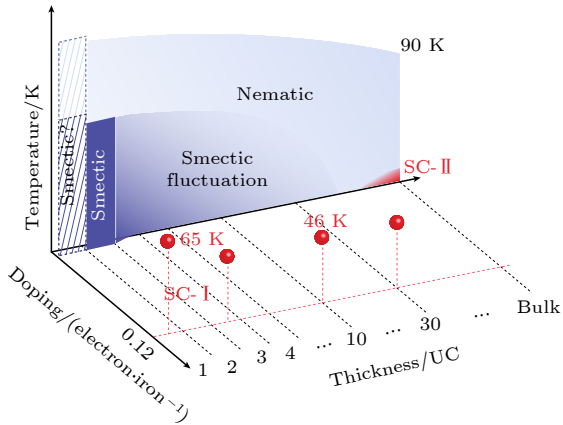 90 K
Nematic
Temperature/K
Smectic?
Smectic
Smectic
fluctuation
SC-Ⅱ
65 K
46 K
SC-Ⅰ
Doping/(electron·iron⁻¹)
0.12
1
2
3
4
...
10
...
30
...
Bulk
Thickness/UC